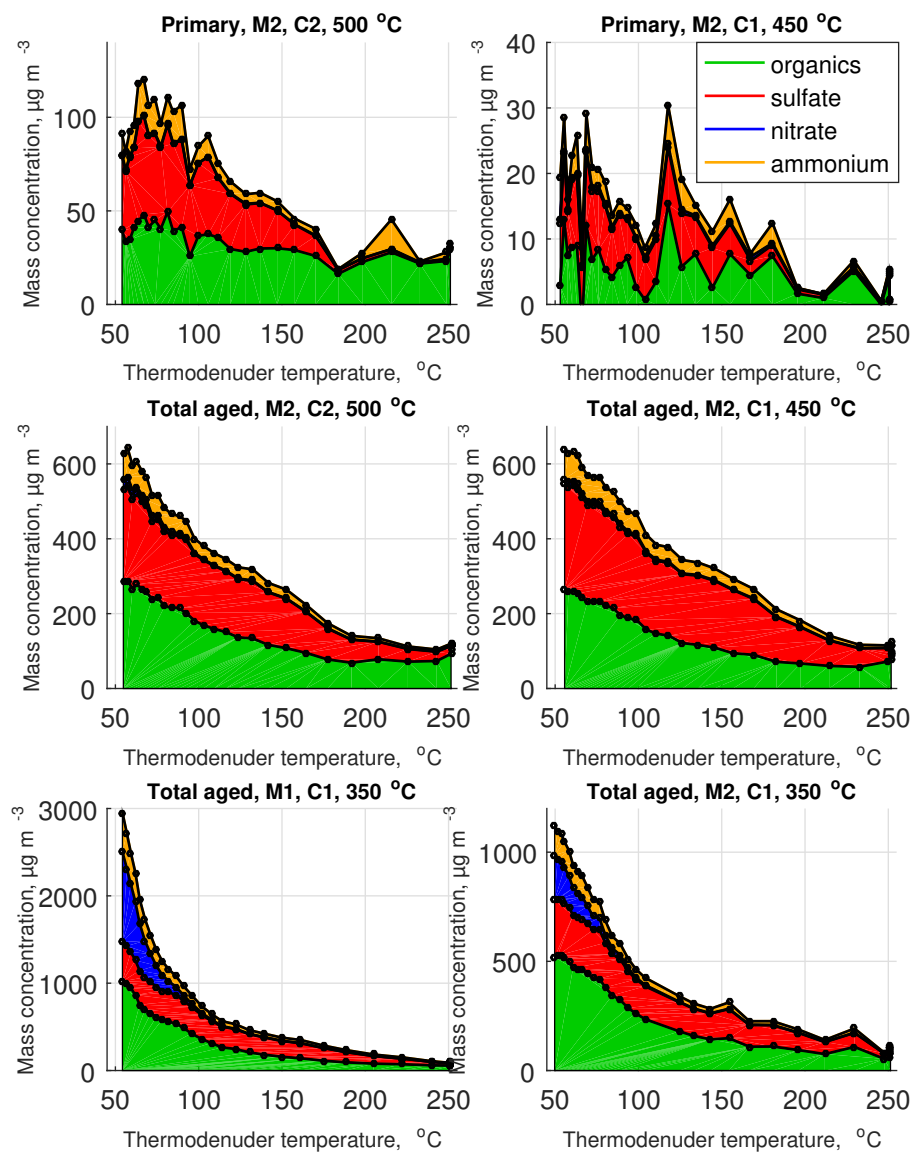 Primary, M2, C2, 500 °C
Mass concentration, µg m -3
100
50
0
50 100 150 200 250
Thermodenuder temperature, °C
Primary, M2, C1, 450 °C
Mass concentration, µg m -3
40
30
20
10
0
50 100 150 200 250
Thermodenuder temperature, °C
organics
sulfate
nitrate
ammonium
Total aged, M2, C2, 500 °C
Mass concentration, µg m -3
600
400
200
0
50 100 150 200 250
Thermodenuder temperature, °C
Total aged, M2, C1, 450 °C
Mass concentration, µg m -3
600
400
200
0
50 100 150 200 250
Thermodenuder temperature, °C
Total aged, M1, C1, 350 °C
Mass concentration, µg m -3
3000
2000
1000
0
50 100 150 200 250
Thermodenuder temperature, °C
Total aged, M2, C1, 350 °C
Mass concentration, µg m -3
1000
500
0
50 100 150 200 250
Thermodenuder temperature, °C